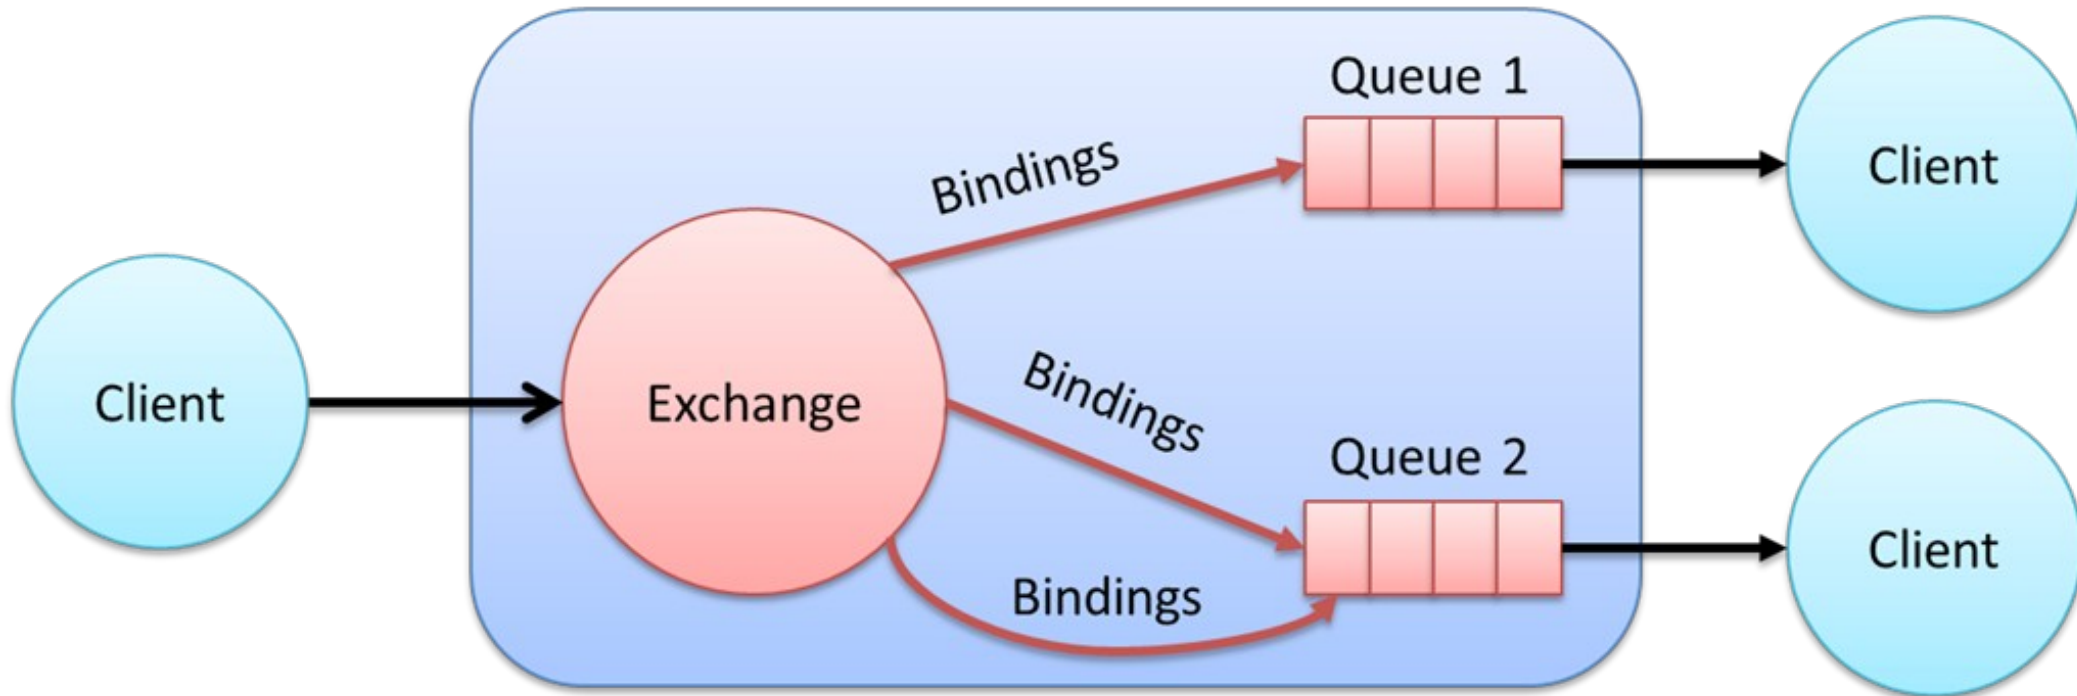 Client
Exchange
Bindings
Bindings
Bindings
Queue 1
Queue 2
Client
Client